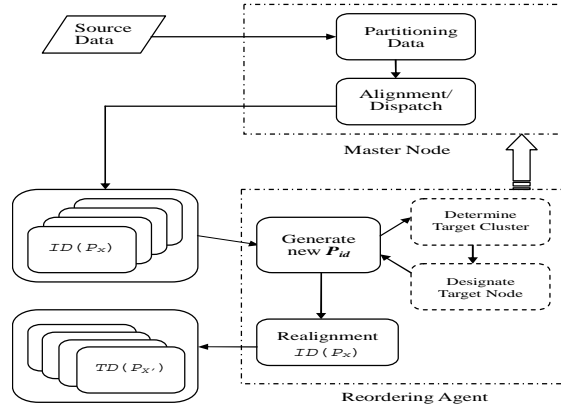 Source
Data
Partitioning
Data
Alignment/
Dispatch
Master Node
ID(Px)
Generate
new Pid
Determine
Target Cluster
Designate
Target Node
Realignment
ID(Px)
TD(Px')
Reordering Agent